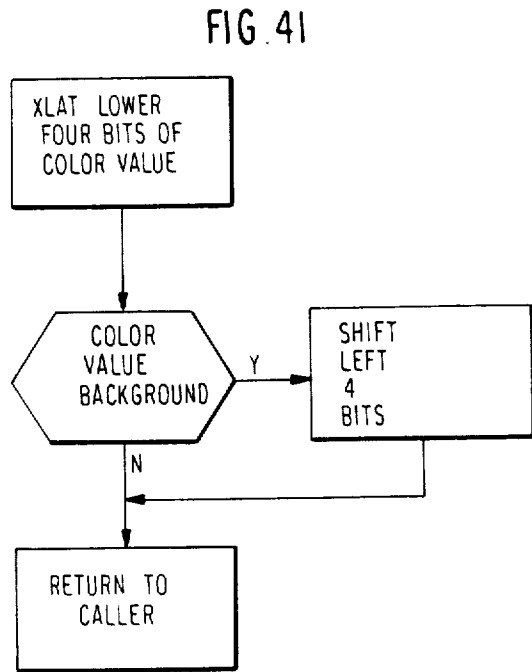 FIG.41
XLAT LOWER
FOUR BITS OF
COLOR VALUE
COLOR
VALUE
BACKGROUND
Y
SHIFT
LEFT
4
BITS
N
RETURN TO
CALLER